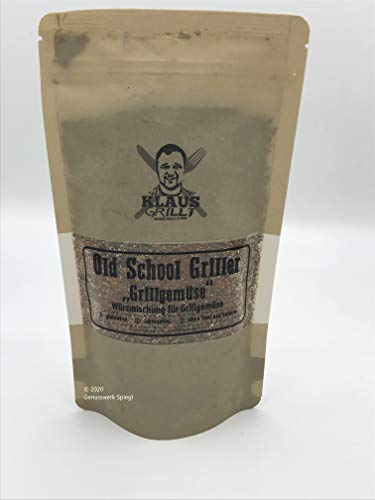 KLAUS
GRILLT
Old School Griller
„Grillgemüse“
Würzmischung für Grillgemüse
© 2020
Genusswerk Spiegl